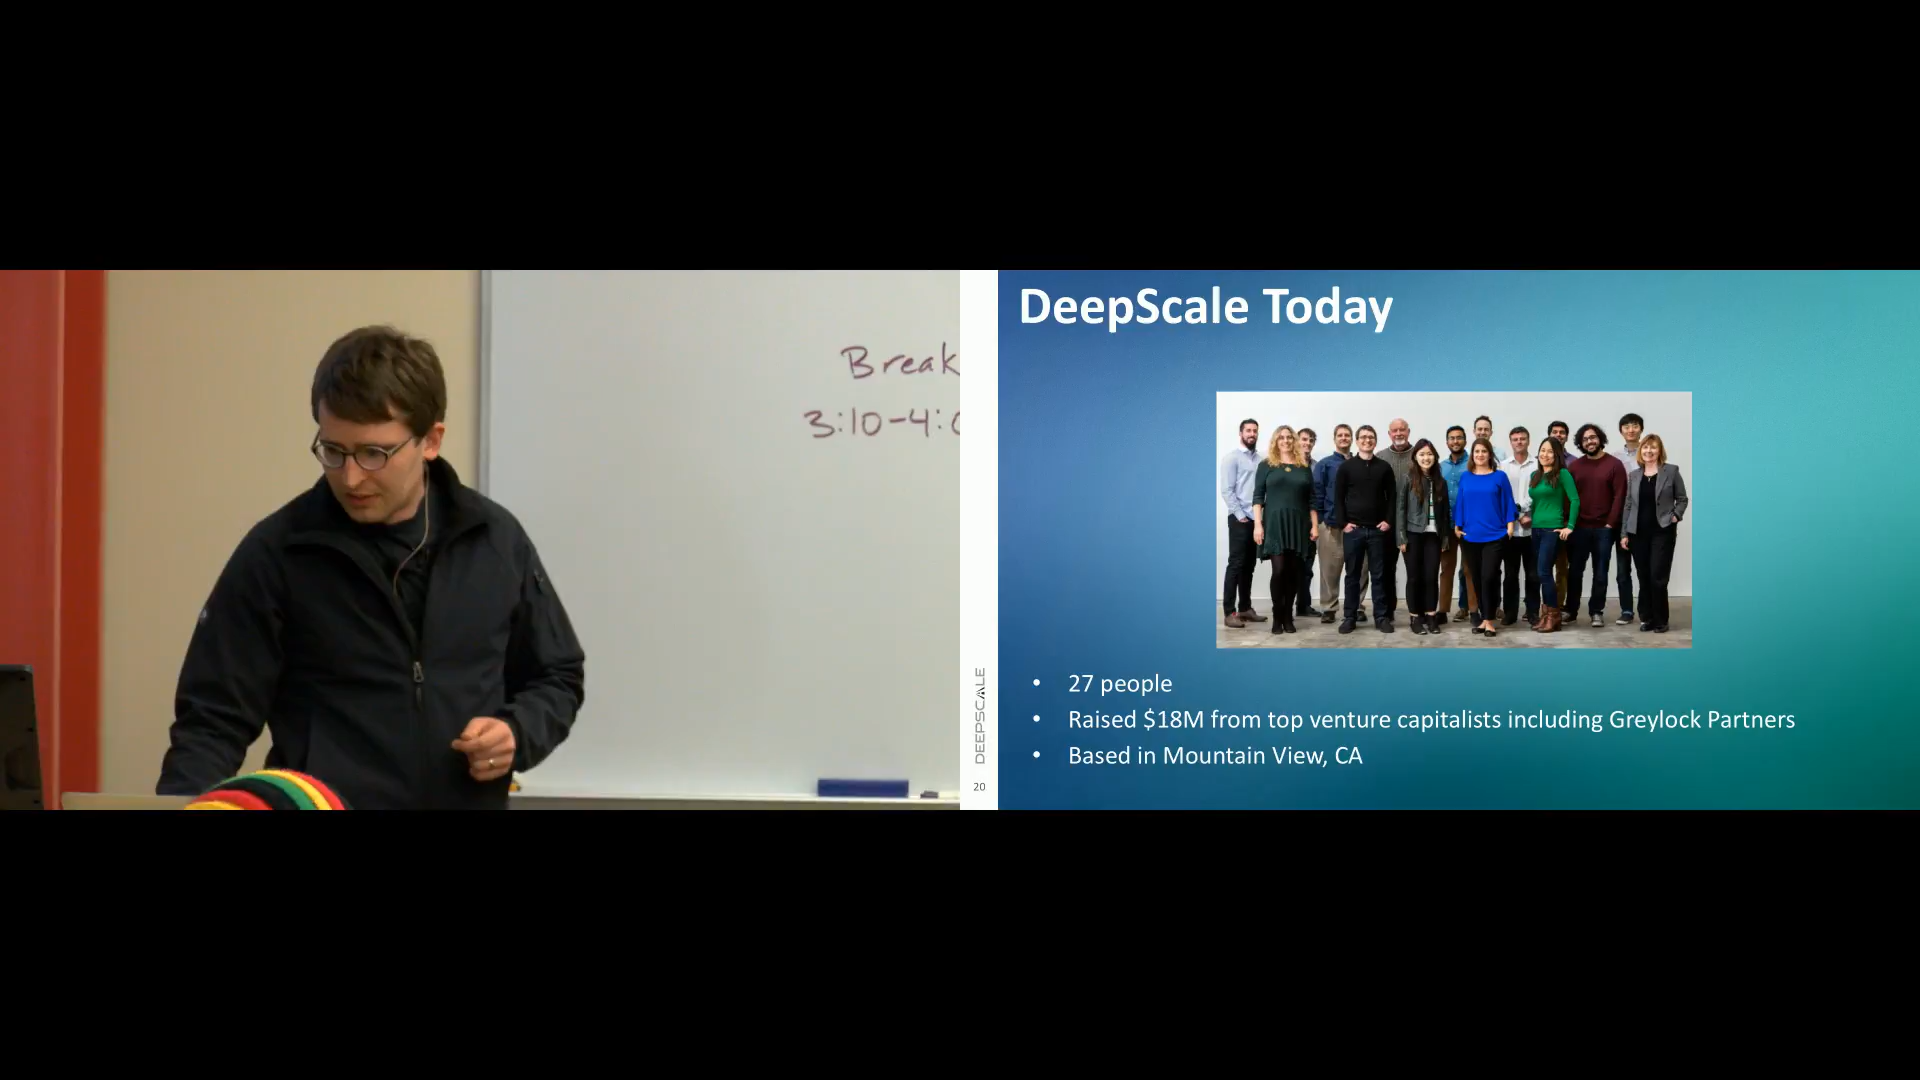 Break
3:10-4:0
DeepScale Today
• 27 people
• Raised $18M from top venture capitalists including Greylock Partners
• Based in Mountain View, CA
DEEPSCALE
20